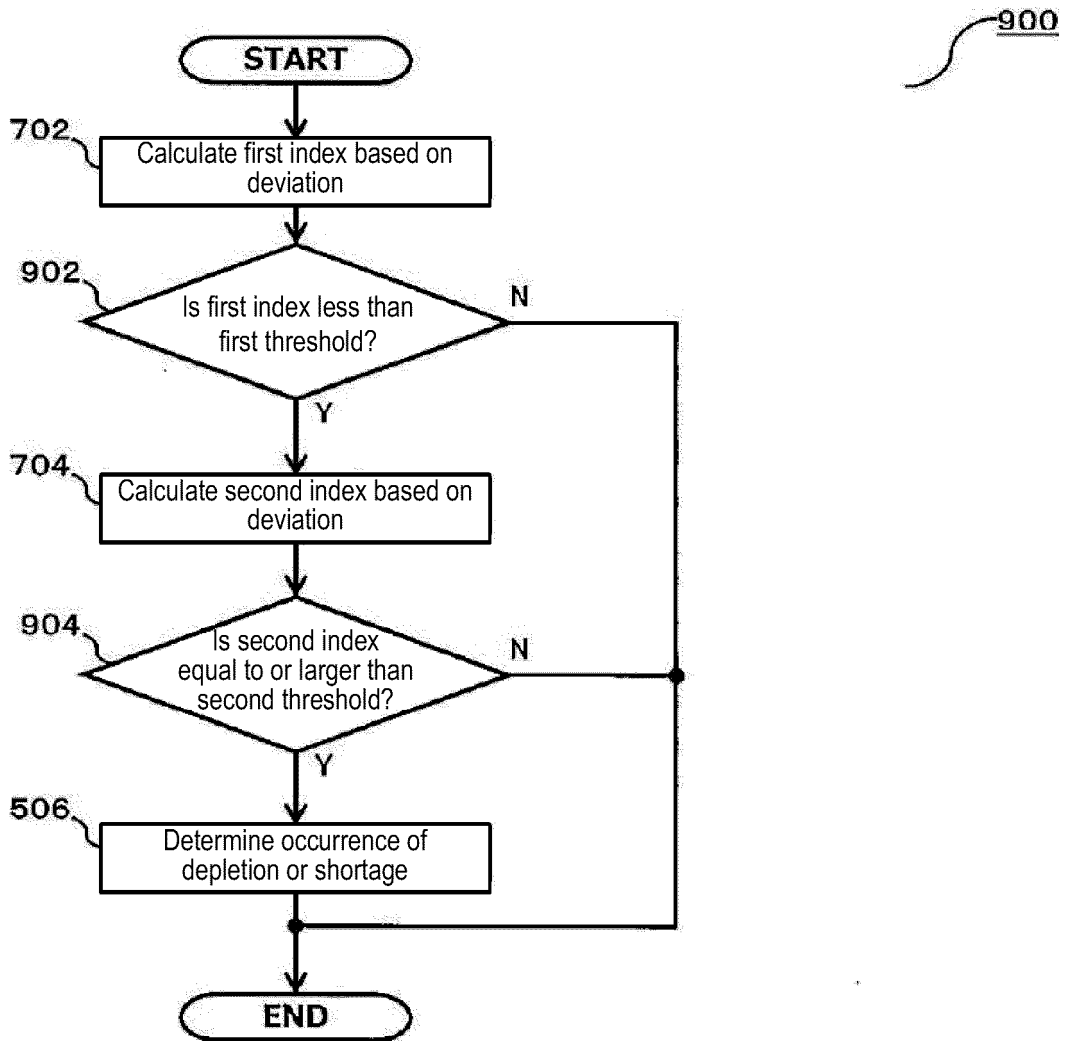 900
START
702
Calculate first index based on
deviation
902
Is first index less than
first threshold?
N
Y
704
Calculate second index based on
deviation
904
Is second index
equal to or larger than
second threshold?
N
Y
506
Determine occurrence of
depletion or shortage
END